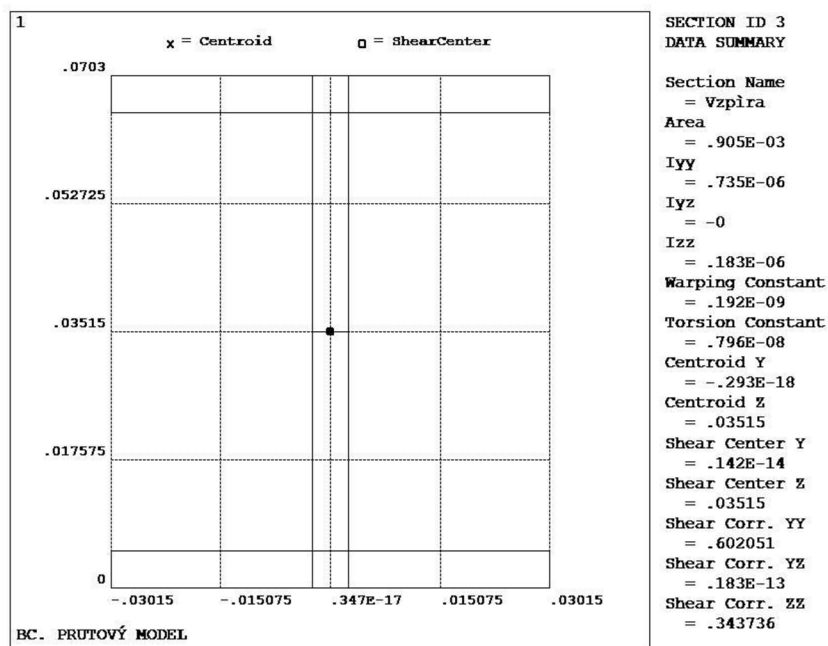 1
x = Centroid
= ShearCenter
.0703
.052725
.03515
.017575
0
-.03015 -.015075 .347E-17 .015075 .03015
BC. PRUTOVÝ MODEL
SECTION ID 3
DATA SUMMARY
Section Name
= Vzpìra
Area
= .905E-03
Iyy
= .735E-06
Iyz
= -0
Izz
= .183E-06
Warping Constant
= .192E-09
Torsion Constant
= .796E-08
Centroid Y
= -.293E-18
Centroid Z
= .03515
Shear Center Y
= .142E-14
Shear Center Z
= .03515
Shear Corr. YY
= .602051
Shear Corr. YZ
= .183E-13
Shear Corr. ZZ
= .343736